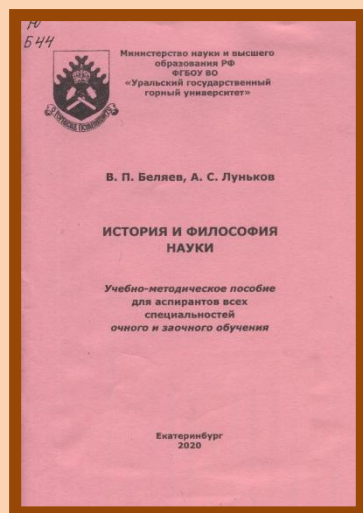 Ю
Б44
Министерство науки и высшего
образования РФ
ФГБОУ ВО
«Уральский государственный
горный университет»
В. П. Беляев, А. С. Луньков
ИСТОРИЯ И ФИЛОСОФИЯ
НАУКИ
Учебно-методическое пособие
для аспирантов всех
специальностей
очного и заочного обучения
Екатеринбург
2020